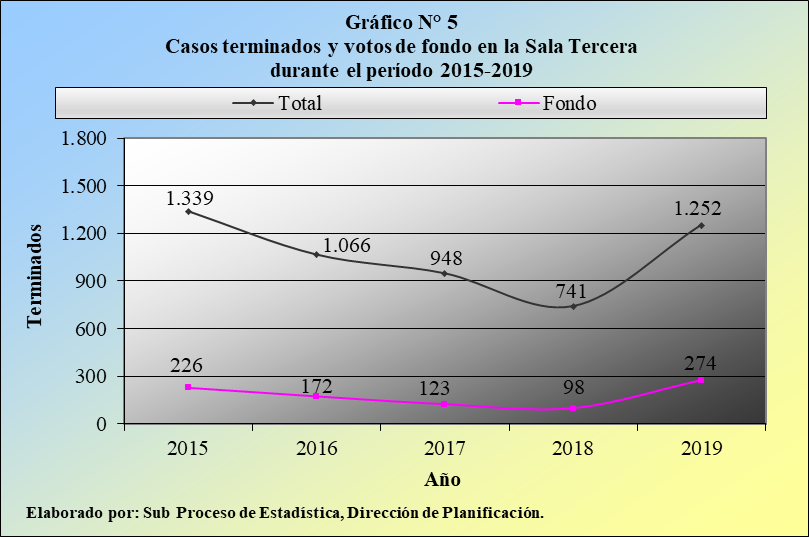 Gráfico N° 5
Casos terminados y votos de fondo en la Sala Tercera
durante el período 2015-2019
Total Fondo
1.800
1.500
1.200
900
600
300
0
Terminados
1.339
1.066
948
741
1.252
226
172
123
98
274
2015 2016 2017 2018 2019
Año
Elaborado por: Sub Proceso de Estadística, Dirección de Planificación.